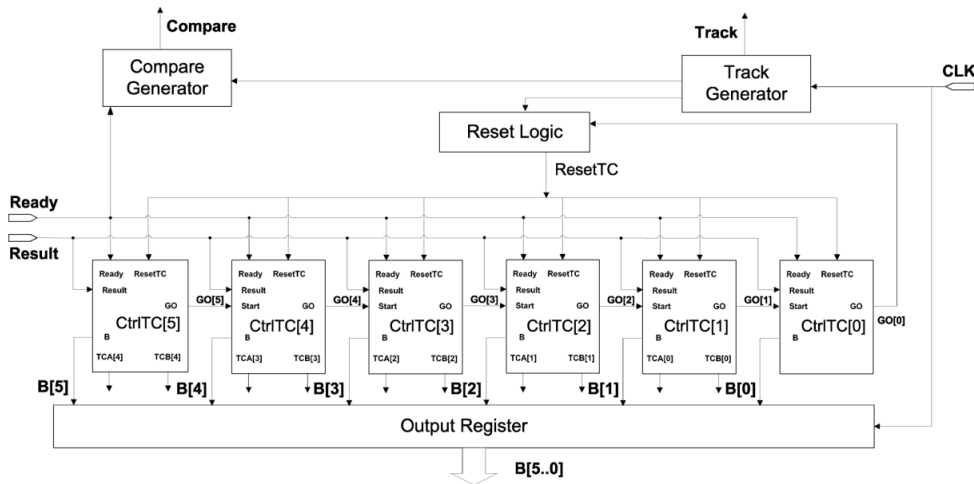 Compare
Track
CLK
Compare
Generator
Track
Generator
Reset Logic
ResetTC
Ready
Result
Ready ResetTC
Result
GO
CtrlTC[5]
B
TCA[4] TCB[4]
GO[5]
Ready ResetTC
Result
Start GO
CtrlTC[4]
B
TCA[3] TCB[3]
GO[4]
Ready ResetTC
Result
Start GO
CtrlTC[3]
B
TCA[2] TCB[2]
GO[3]
Ready ResetTC
Result
Start GO
CtrlTC[2]
B
TCA[1] TCB[1]
GO[2]
Ready ResetTC
Result
Start GO
CtrlTC[1]
B
TCA[0] TCB[0]
GO[1]
Ready ResetTC
Result
Start GO
CtrlTC[0]
B
GO[0]
B[5] B[4] B[3] B[2] B[1] B[0]
Output Register
B[5..0]